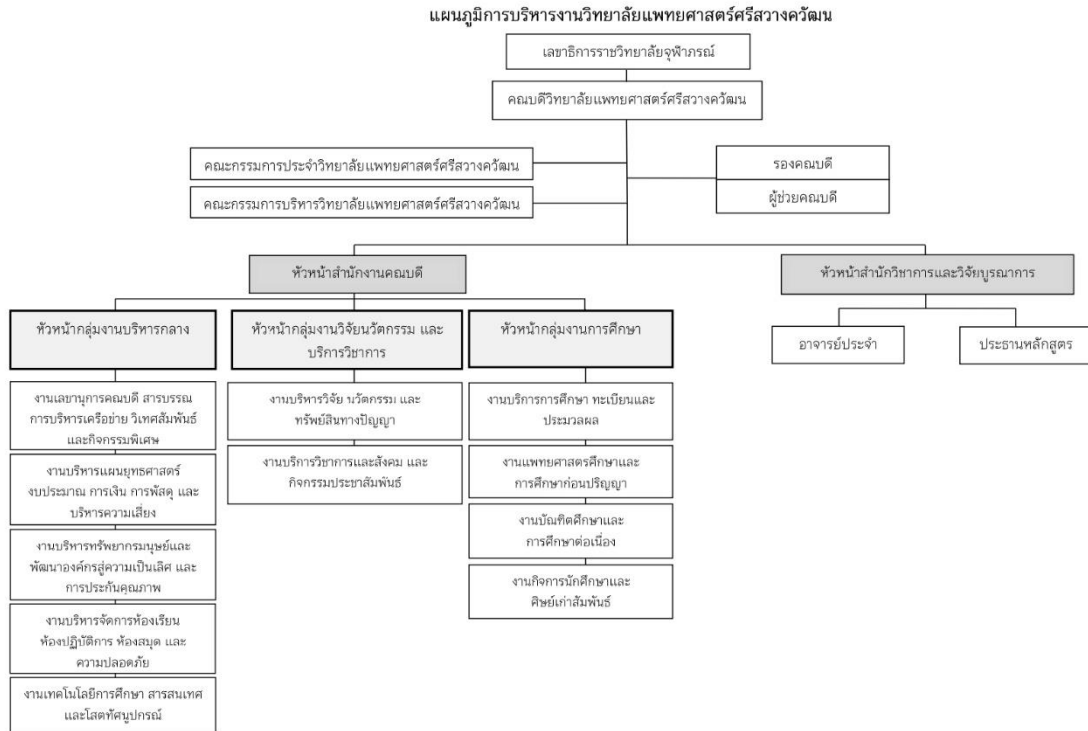 แผนภูมิการบริหารงานวิทยาลัยแพทยศาสตร์ศรีสวางควัฒน
เลขาธิการราชวิทยาลัยจุฬาภรณ์
คณบดีวิทยาลัยแพทยศาสตร์ศรีสวางควัฒน
คณะกรรมการประจำวิทยาลัยแพทยศาสตร์ศรีสวางควัฒน
รองคณบดี
คณะกรรมการบริหารวิทยาลัยแพทยศาสตร์ศรีสวางควัฒน
ผู้ช่วยคณบดี
หัวหน้าสำนักงานคณบดี
หัวหน้าสำนักวิชาการและวิจัยบูรณาการ
หัวหน้ากลุ่มงานบริหารกลาง
หัวหน้ากลุ่มงานวิจัยนวัตกรรม และ
บริการวิชาการ
หัวหน้ากลุ่มงานการศึกษา
อาจารย์ประจำ
ประธานหลักสูตร
งานเลขานุการคณบดี สารบรรณ
การบริหารเครือข่าย วิเทศสัมพันธ์
และกิจกรรมพิเศษ
งานบริหารแผนยุทธศาสตร์
งบประมาณ การเงิน การพัสดุ และ
บริหารความเสี่ยง
งานบริหารทรัพยากรมนุษย์และ
พัฒนาองค์กรสู่ความเป็นเลิศ และ
การประกันคุณภาพ
งานบริหารจัดการห้องเรียน
ห้องปฏิบัติการ ห้องสมุด และ
ความปลอดภัย
งานเทคโนโลยีการศึกษา สารสนเทศ
และโสตทัศนูปกรณ์
งานบริหารวิจัย นวัตกรรม และ
ทรัพย์สินทางปัญญา
งานบริการวิชาการและสังคม และ
กิจกรรมประชาสัมพันธ์
งานบริการการศึกษา ทะเบียนและ
ประมวลผล
งานแพทยศาสตรศึกษาและ
การศึกษาก่อนปริญญา
งานบัณฑิตศึกษาและ
การศึกษาต่อเนื่อง
งานกิจการนักศึกษาและ
ศิษย์เก่าสัมพันธ์